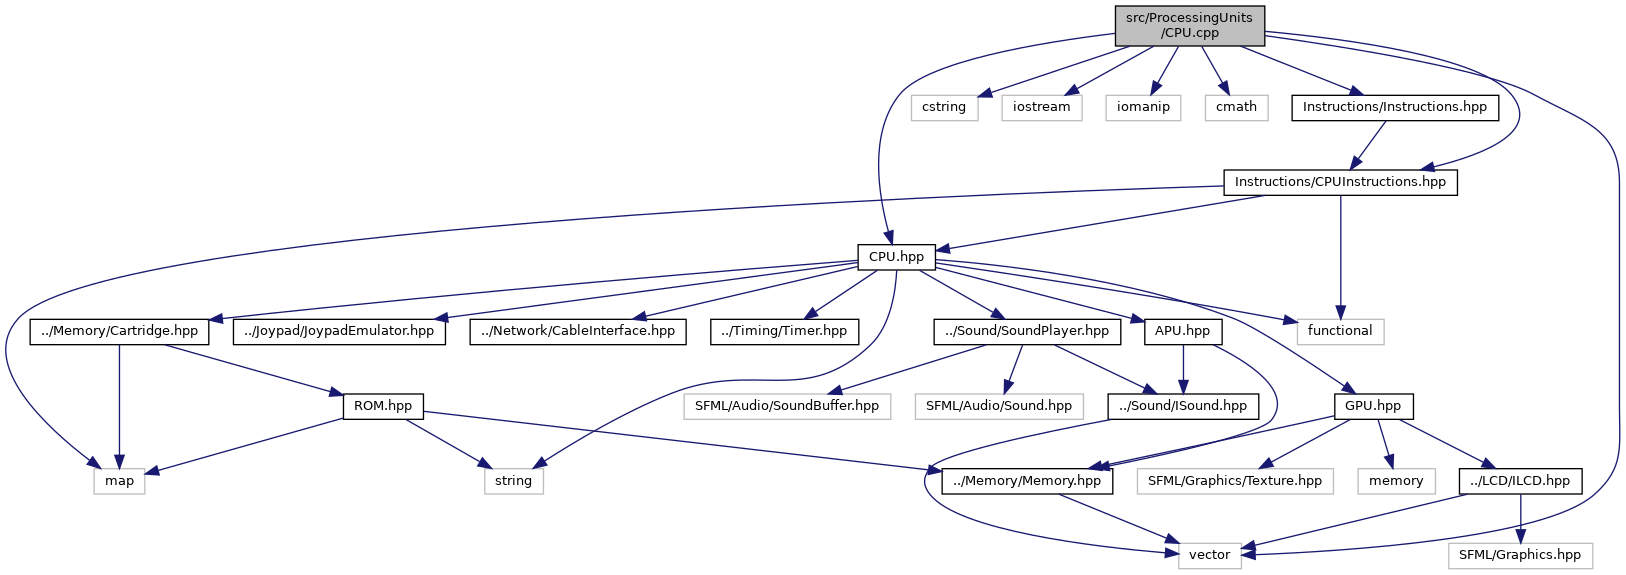 src/ProcessingUnits
/CPU.cpp
cstring
iostream
iomanip
cmath
Instructions/Instructions.hpp
Instructions/CPUInstructions.hpp
CPU.hpp
../Memory/Cartridge.hpp
../Joypad/JoypadEmulator.hpp
../Network/CableInterface.hpp
../Timing/Timer.hpp
../Sound/SoundPlayer.hpp
APU.hpp
functional
ROM.hpp
SFML/Audio/SoundBuffer.hpp
SFML/Audio/Sound.hpp
../Sound/ISound.hpp
GPU.hpp
map
string
../Memory/Memory.hpp
SFML/Graphics/Texture.hpp
memory
../LCD/ILCD.hpp
vector
SFML/Graphics.hpp